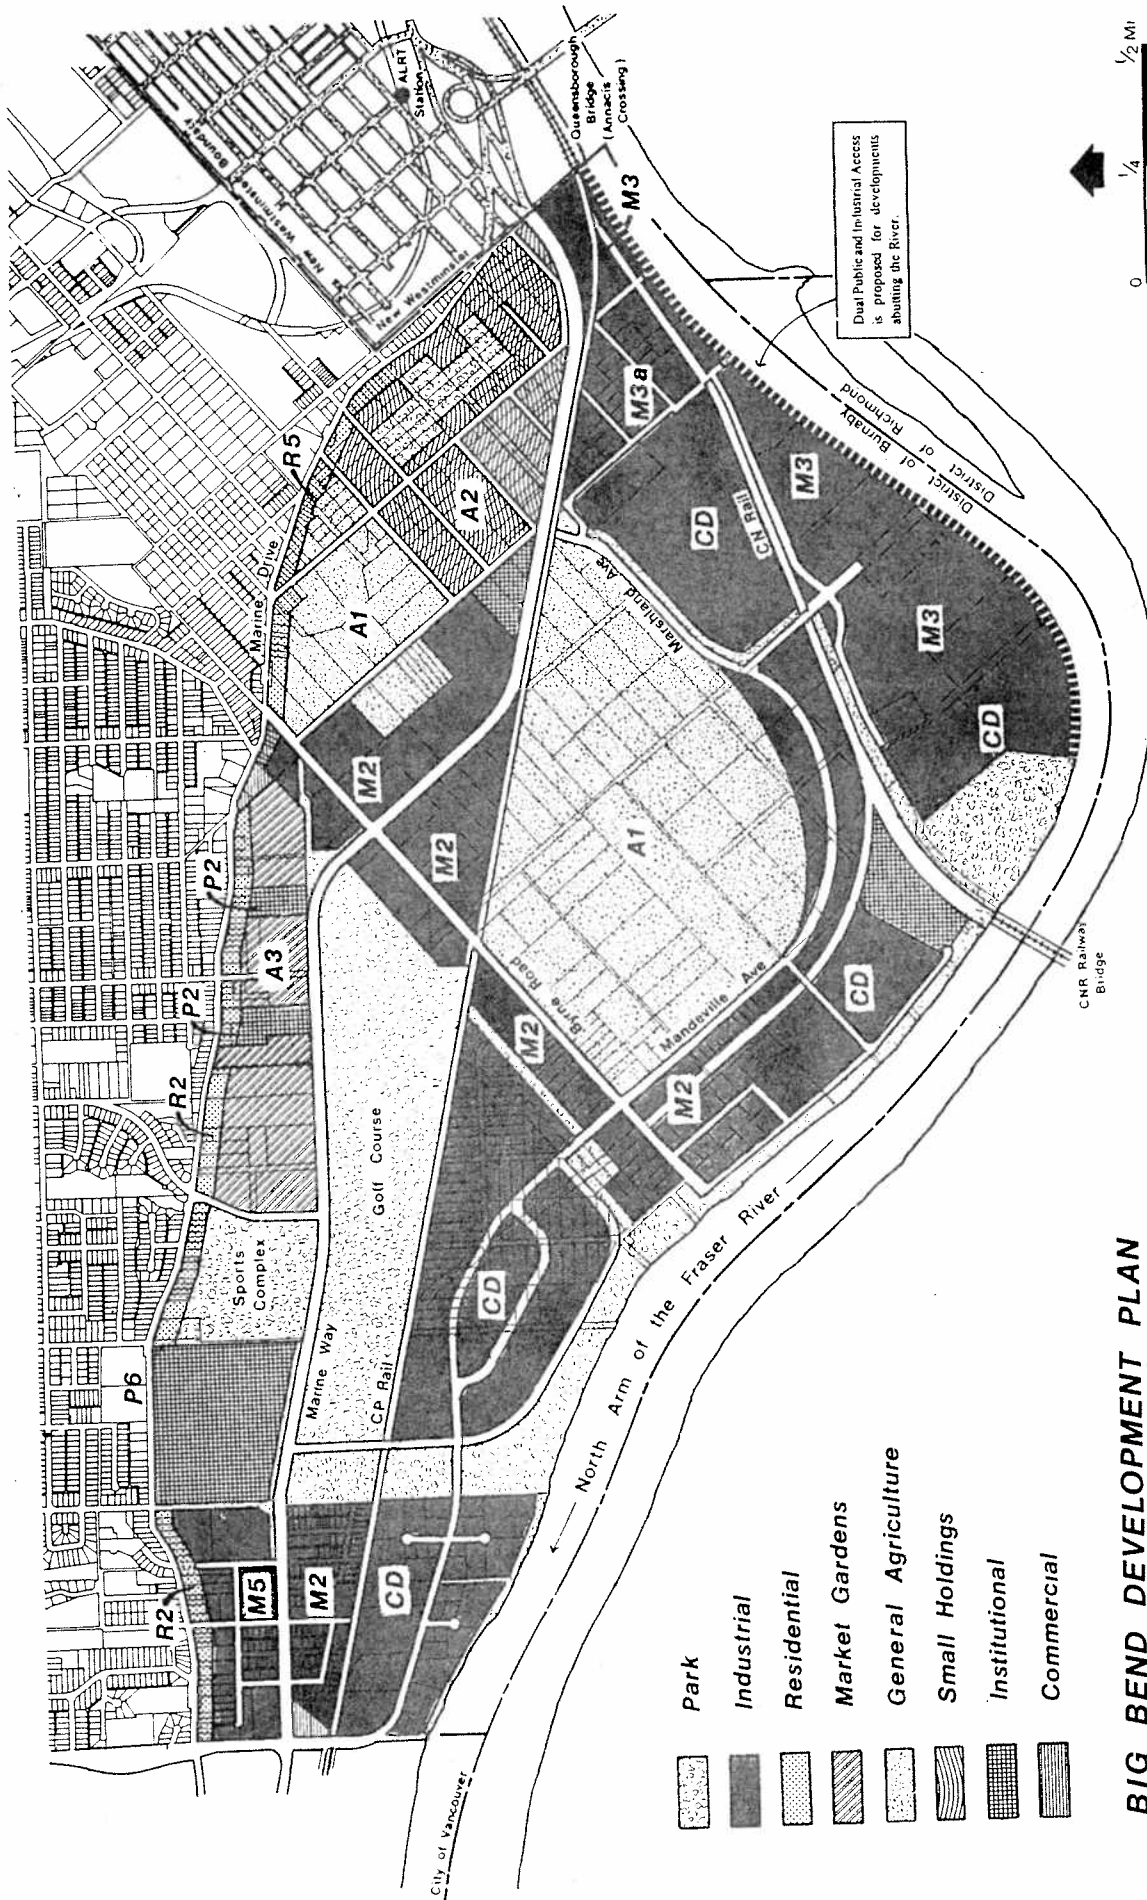 BIG BEND DEVELOPMENT PLAN
Park
Industrial
Residential
Market Gardens
General Agriculture
Small Holdings
Institutional
Commercial
City of Vancouver
R2
M5
M2
CD
P6
Sports
Complex
Marine Way
CP Rail
Golf Course
CD
North Arm of the Fraser River
R2
P2
A3
P2
M2
M2
M2
M2
Byrne Road
Mandeville Ave
A1
CD
CNR Railway
Bridge
Marine Drive
R5
A1
A2
Marshland Ave
CD
CN Rail
M3
CD
M3
M3a
M3
District of Burnaby
District of Richmond
Dual Public and Industrial Access
is proposed for developments
abutting the River.
New Westminster
New Westminster Boundary
ALRT
Station
Queensborough
Bridge
(Annacis
Crossing)
0 1/4 1/2 MI